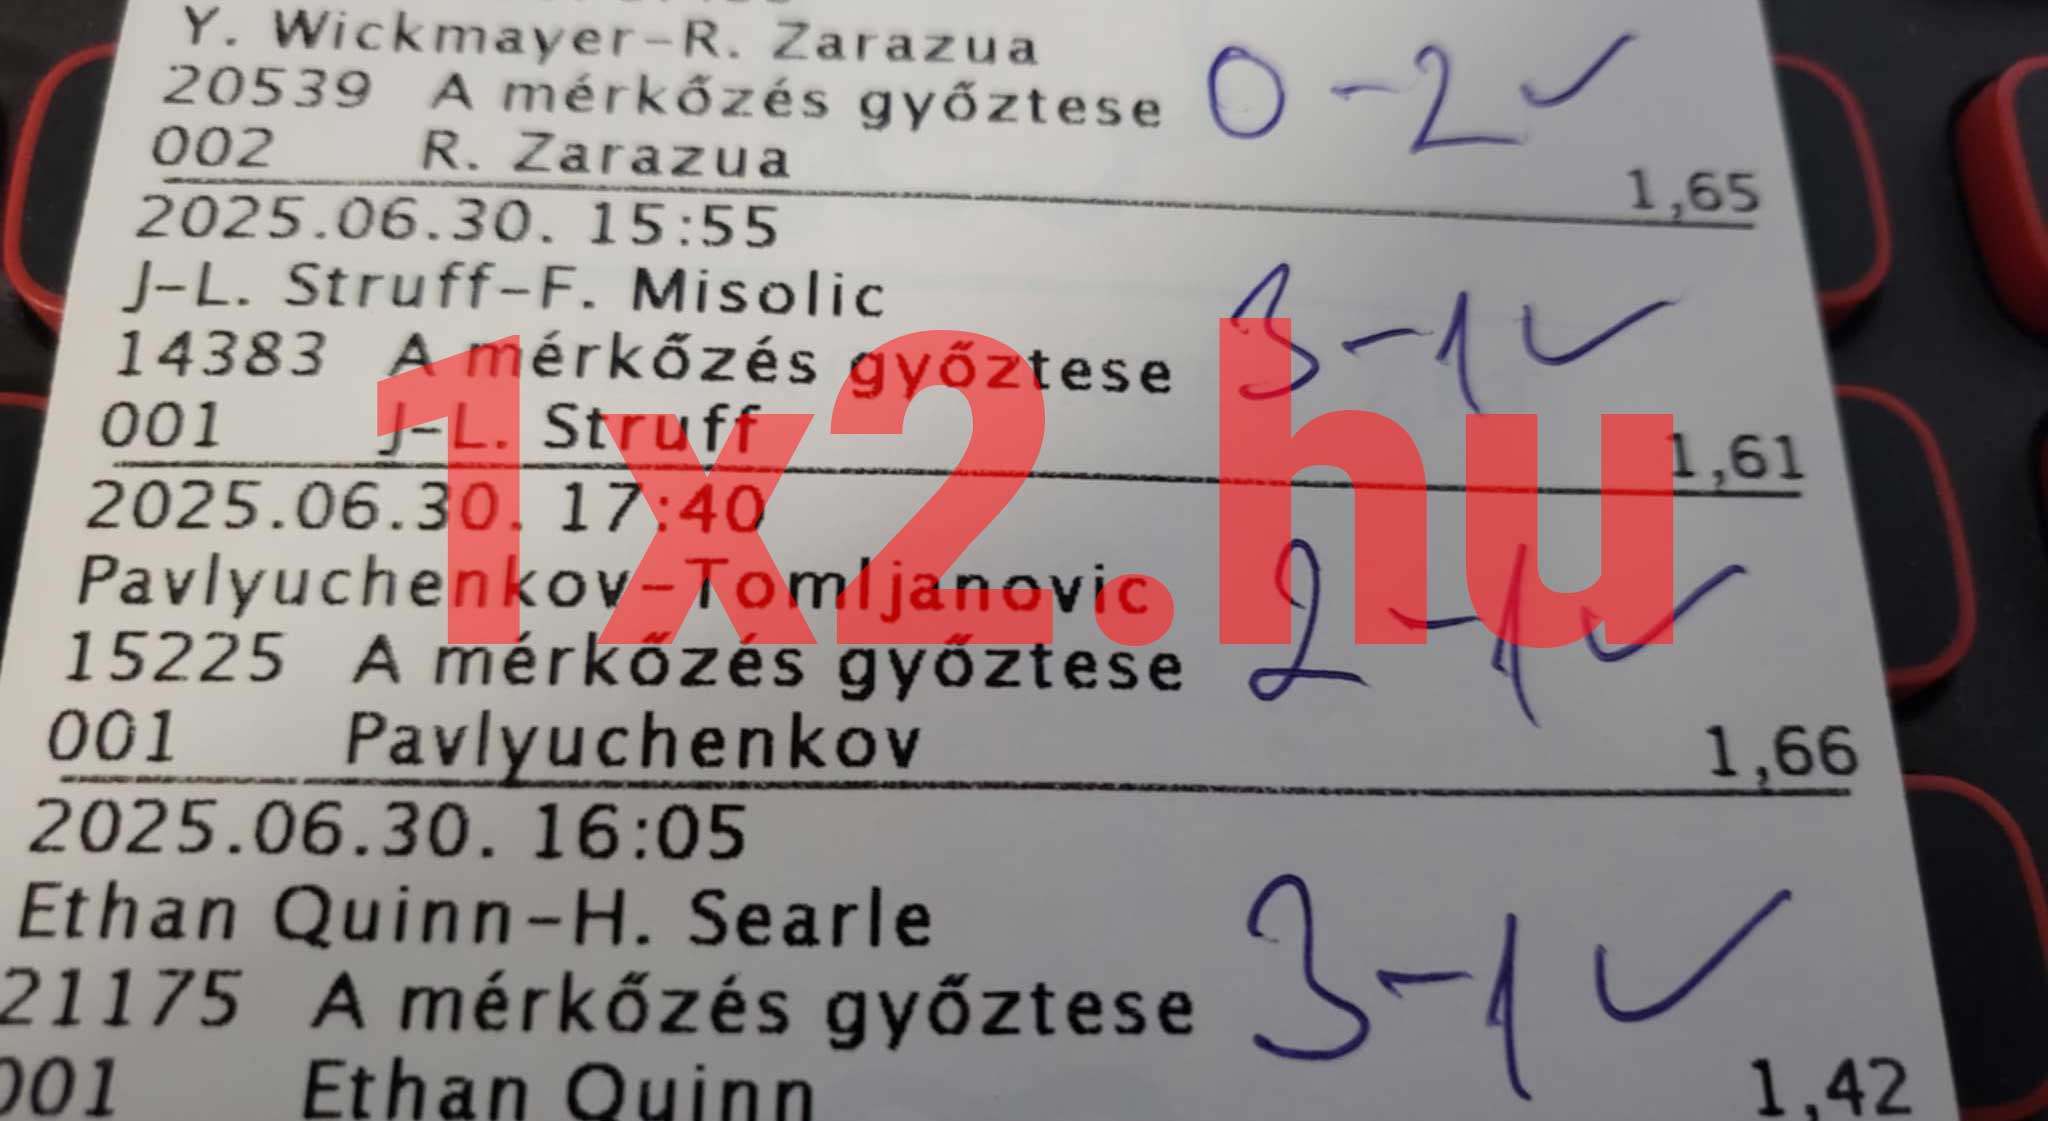 Y. Wickmayer-R. Zarazua
20539 A mérkőzés győztese 0-2 ✓
002 R. Zarazua 1,65
2025.06.30. 15:55
J-L. Struff-F. Misolic
14383 A mérkőzés győztese 3-1 ✓
001 J-L. Struff 1,61
2025.06.30. 17:40
Pavlyuchenkov-Tomljanovic
15225 A mérkőzés győztese 2-1 ✓
001 Pavlyuchenkov 1,66
2025.06.30. 16:05
Ethan Quinn-H. Searle
21175 A mérkőzés győztese 3-1 ✓
001 Ethan Quinn 1,42
1x2.hu